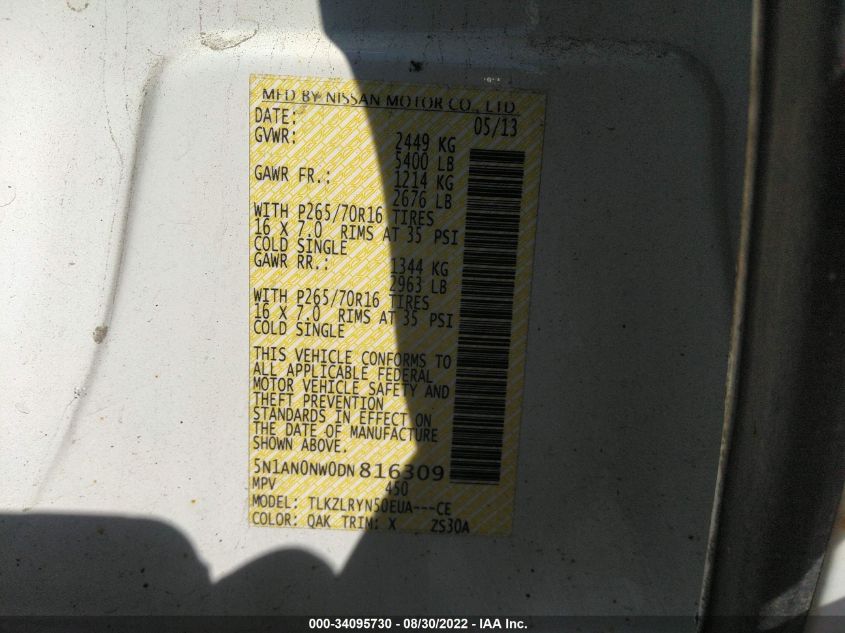 MFD BY NISSAN MOTOR CO., LTD
DATE: 05/13
GVWR: 2449 KG
5400 LB
GAWR FR.: 1214 KG
2676 LB
WITH P265/70R16 TIRES
16 X 7.0 RIMS AT 35 PSI
COLD SINGLE
GAWR RR.: 1344 KG
2963 LB
WITH P265/70R16 TIRES
16 X 7.0 RIMS AT 35 PSI
COLD SINGLE
THIS VEHICLE CONFORMS TO
ALL APPLICABLE FEDERAL
MOTOR VEHICLE SAFETY AND
THEFT PREVENTION
STANDARDS IN EFFECT ON
THE DATE OF MANUFACTURE
SHOWN ABOVE.
5N1AN0NW0DN816309
MPV 450
MODEL: TLKZLRYN50EUA---CE
COLOR: QAK TRIM: X ZS30A
000-34095730 - 08/30/2022 - IAA Inc.